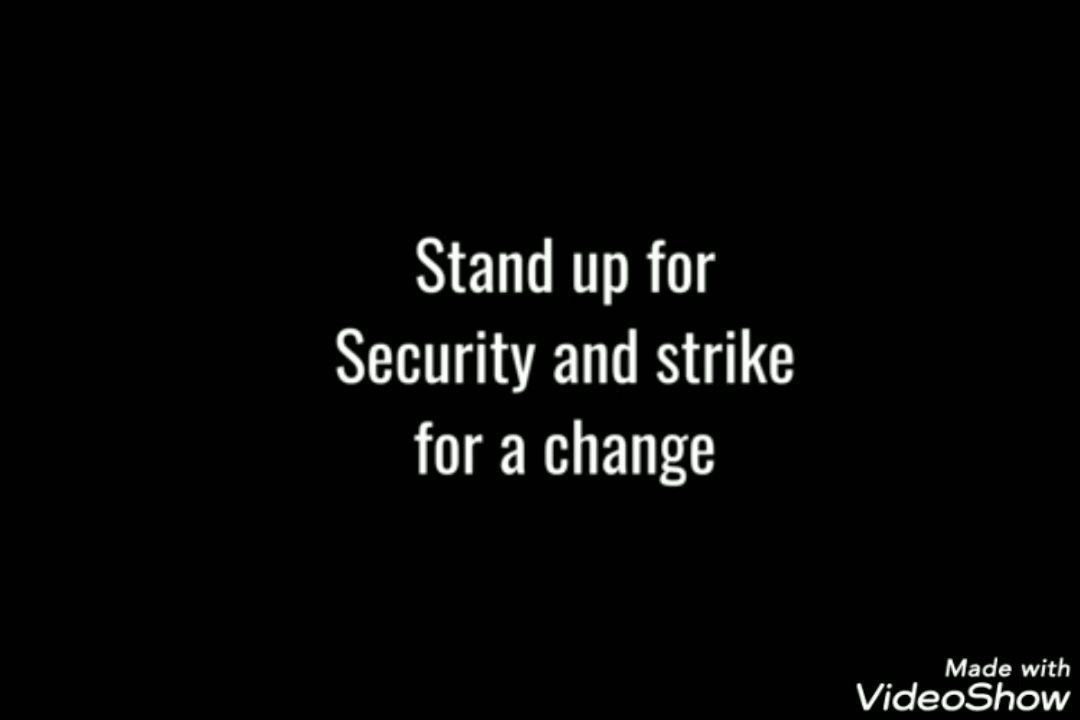 Stand up for
Security and strike
for a change
Made with
VideoShow